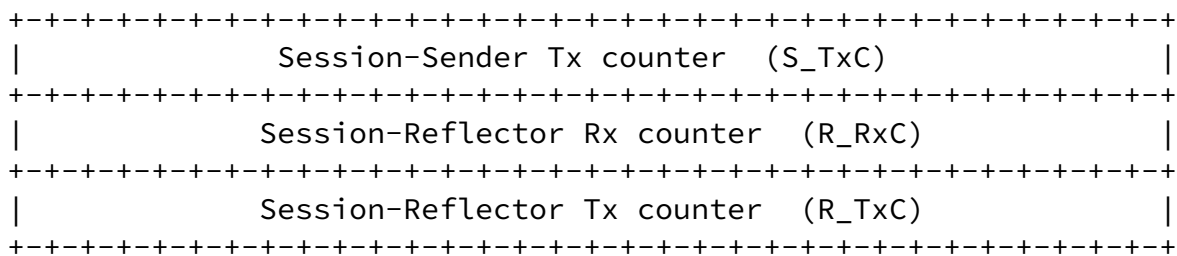 +-+-+-+-+-+-+-+-+-+-+-+-+-+-+-+-+-+-+-+-+-+-+-+-+-+-+-+-+-+-+-+-+
|              Session-Sender Tx counter  (S_TxC)               |
+-+-+-+-+-+-+-+-+-+-+-+-+-+-+-+-+-+-+-+-+-+-+-+-+-+-+-+-+-+-+-+-+
|             Session-Reflector Rx counter  (R_RxC)             |
+-+-+-+-+-+-+-+-+-+-+-+-+-+-+-+-+-+-+-+-+-+-+-+-+-+-+-+-+-+-+-+-+
|             Session-Reflector Tx counter  (R_TxC)             |
+-+-+-+-+-+-+-+-+-+-+-+-+-+-+-+-+-+-+-+-+-+-+-+-+-+-+-+-+-+-+-+-+